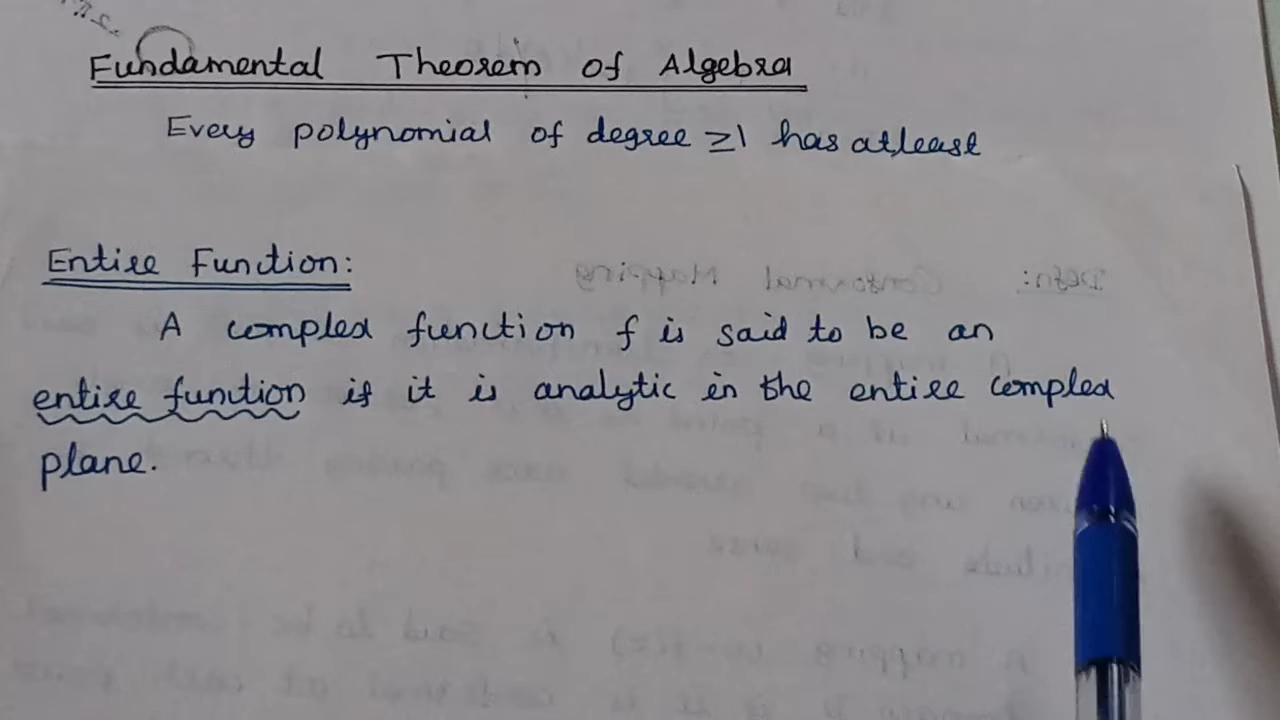 Fundamental Theorem of Algebra
Every polynomial of degree ≥1 has atleast
Entire Function:
A complex function f is said to be an
entire function if it is analytic in the entire complex
plane.